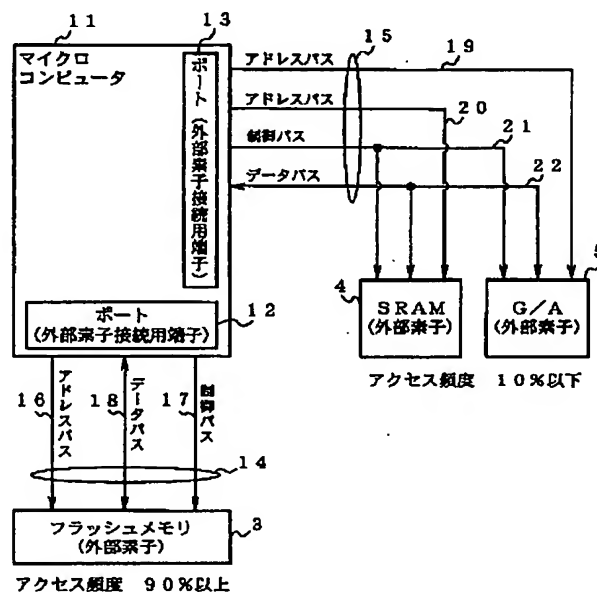 11
マイクロ
コンピュータ
13
ポート(外部素子接続用端子)
15
アドレスバス
19
アドレスバス
20
制御バス
21
データバス
22
4
SRAM
(外部素子)
5
G/A
(外部素子)
アクセス頻度 10%以下
ポート
(外部素子接続用端子)
12
16
アドレスバス
18
データバス
17
制御バス
14
フラッシュメモリ
(外部素子)
3
アクセス頻度 90%以上